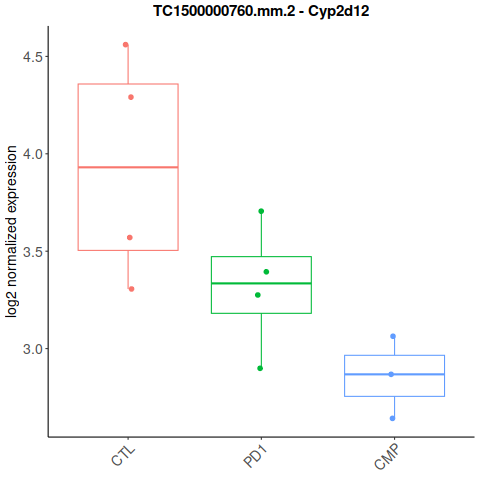 TC1500000760.mm.2 - Cyp2d12
log2 normalized expression
4.5
4.0
3.5
3.0
CTL
PD1
CMP